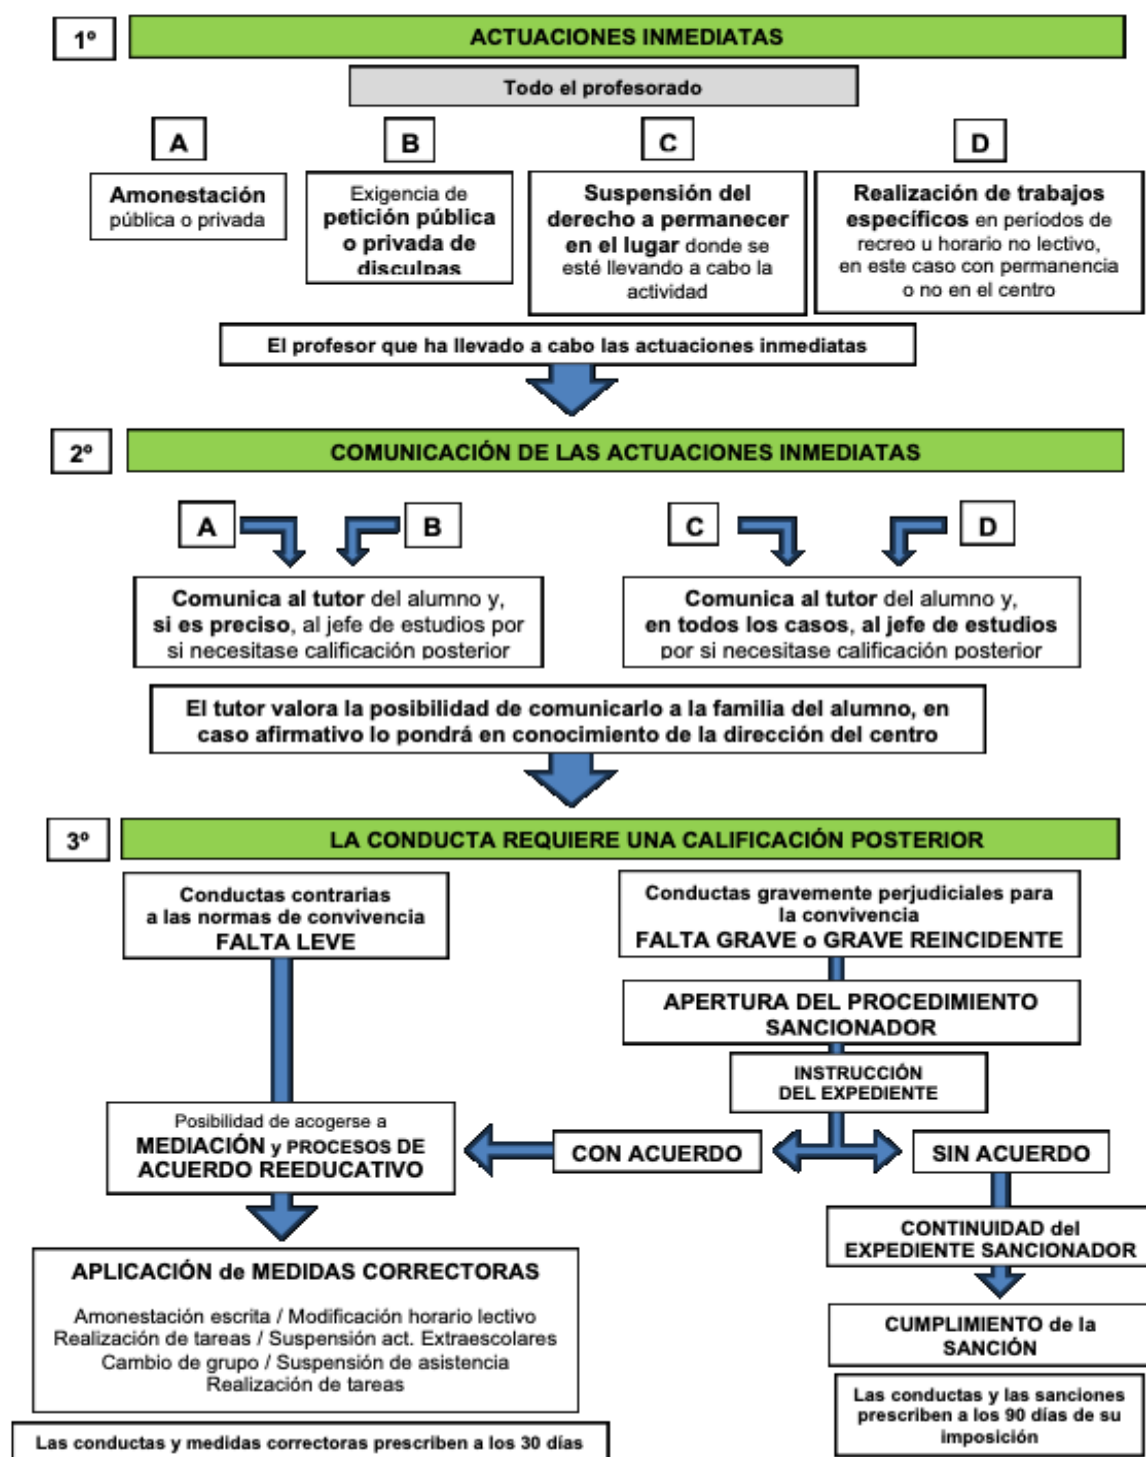 1º
ACTUACIONES INMEDIATAS
Todo el profesorado
A
B
C
D
Amonestación
pública o privada
Exigencia de
petición pública
o privada de
disculpas
Suspensión del
derecho a permanecer
en el lugar donde se
esté llevando a cabo la
actividad
Realización de trabajos
específicos en períodos de
recreo u horario no lectivo,
en este caso con permanencia
o no en el centro
El profesor que ha llevado a cabo las actuaciones inmediatas
2º
COMUNICACIÓN DE LAS ACTUACIONES INMEDIATAS
A
B
C
D
Comunica al tutor del alumno y,
si es preciso, al jefe de estudios por
si necesitase calificación posterior
Comunica al tutor del alumno y,
en todos los casos, al jefe de estudios
por si necesitase calificación posterior
El tutor valora la posibilidad de comunicarlo a la familia del alumno, en
caso afirmativo lo pondrá en conocimiento de la dirección del centro
3º
LA CONDUCTA REQUIERE UNA CALIFICACIÓN POSTERIOR
Conductas contrarias
a las normas de convivencia
FALTA LEVE
Conductas gravemente perjudiciales para
la convivencia
FALTA GRAVE o GRAVE REINCIDENTE
APERTURA DEL PROCEDIMIENTO
SANCIONADOR
INSTRUCCIÓN
DEL EXPEDIENTE
Posibilidad de acogerse a
MEDIACIÓN y PROCESOS DE
ACUERDO REEDUCATIVO
CON ACUERDO
SIN ACUERDO
CONTINUIDAD del
EXPEDIENTE SANCIONADOR
APLICACIÓN de MEDIDAS CORRECTORAS
Amonestación escrita / Modificación horario lectivo
Realización de tareas / Suspensión act. Extraescolares
Cambio de grupo / Suspensión de asistencia
Realización de tareas
CUMPLIMIENTO de la
SANCIÓN
Las conductas y las sanciones
prescriben a los 90 días de su
imposición
Las conductas y medidas correctoras prescriben a los 30 días